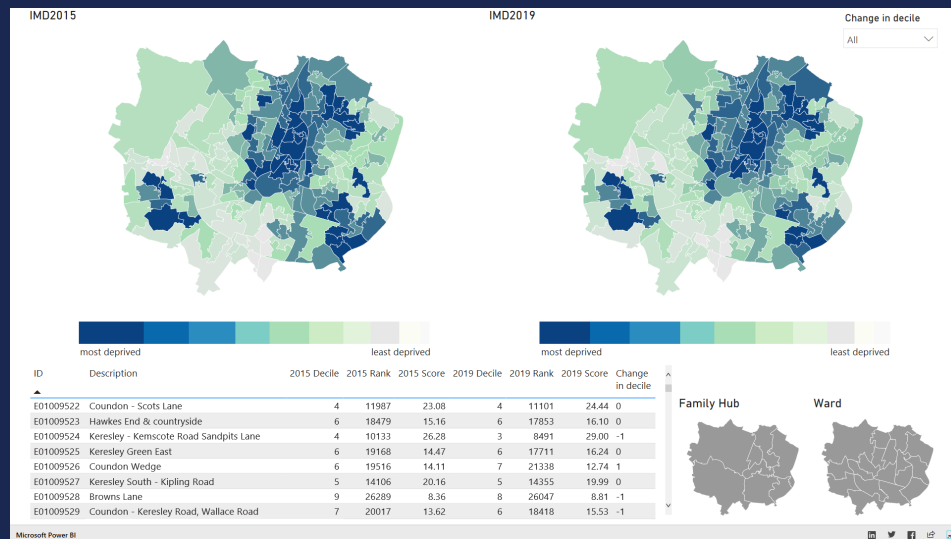 IMD2015
IMD2019
Change in decile
All
most deprived
least deprived
most deprived
least deprived
ID Description 2015 Decile 2015 Rank 2015 Score 2019 Decile 2019 Rank 2019 Score Change in decile
E01009522 Coundon - Scots Lane 4 11987 23.08 4 11101 24.44 0
E01009523 Hawkes End & countryside 6 18479 15.16 6 17853 16.10 0
E01009524 Keresley - Kemscote Road Sandpits Lane 4 10133 26.28 3 8491 29.00 -1
E01009525 Keresley Green East 6 19168 14.47 6 17711 16.24 0
E01009526 Coundon Wedge 6 19516 14.11 7 21338 12.74 1
E01009527 Keresley South - Kipling Road 5 14106 20.16 5 14355 19.99 0
E01009528 Browns Lane 9 26289 8.36 8 26047 8.81 -1
E01009529 Coundon - Keresley Road, Wallace Road 7 20017 13.62 6 18418 15.53 -1
Family Hub
Ward
Microsoft Power BI